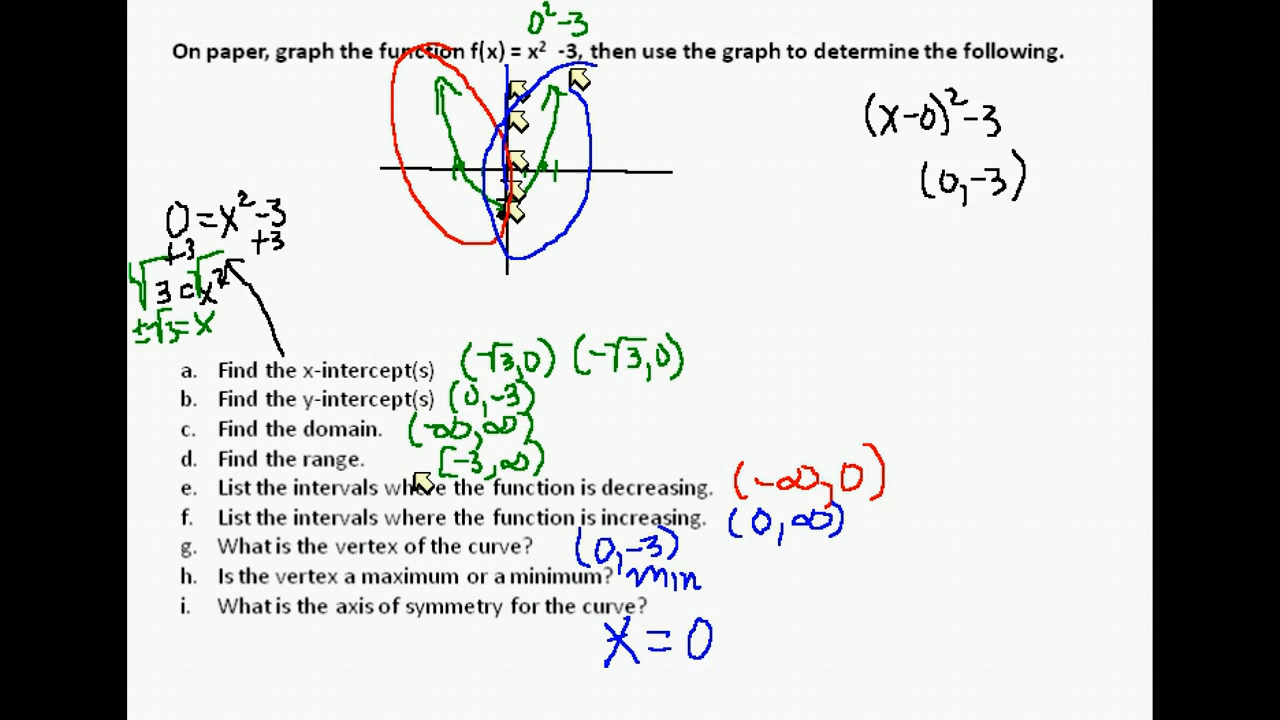 0²-3
On paper, graph the function f(x) = x² -3, then use the graph to determine the following.
(x-0)²-3
(0,-3)
0=x²-3
+3 +3
√3=√x²
±√3=x
a. Find the x-intercept(s) (√3,0) (-√3,0)
b. Find the y-intercept(s) (0,-3)
c. Find the domain. (-∞,∞)
d. Find the range. [-3,∞)
e. List the intervals where the function is decreasing. (-∞,0)
f. List the intervals where the function is increasing. (0,∞)
g. What is the vertex of the curve? (0,-3)
h. Is the vertex a maximum or a minimum? min
i. What is the axis of symmetry for the curve?
x=0